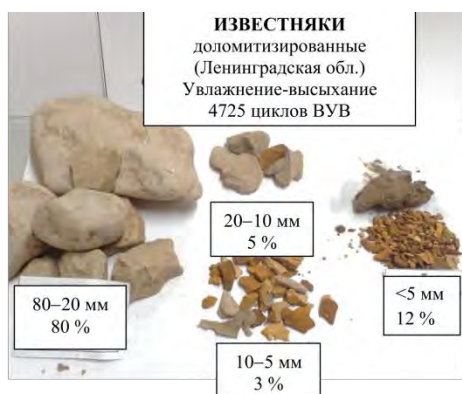 ИЗВЕСТНЯКИ
доломитизированные
(Ленинградская обл.)
Увлажнение-высыхание
4725 циклов ВУВ
20–10 мм
5 %
80–20 мм
80 %
<5 мм
12 %
10–5 мм
3 %